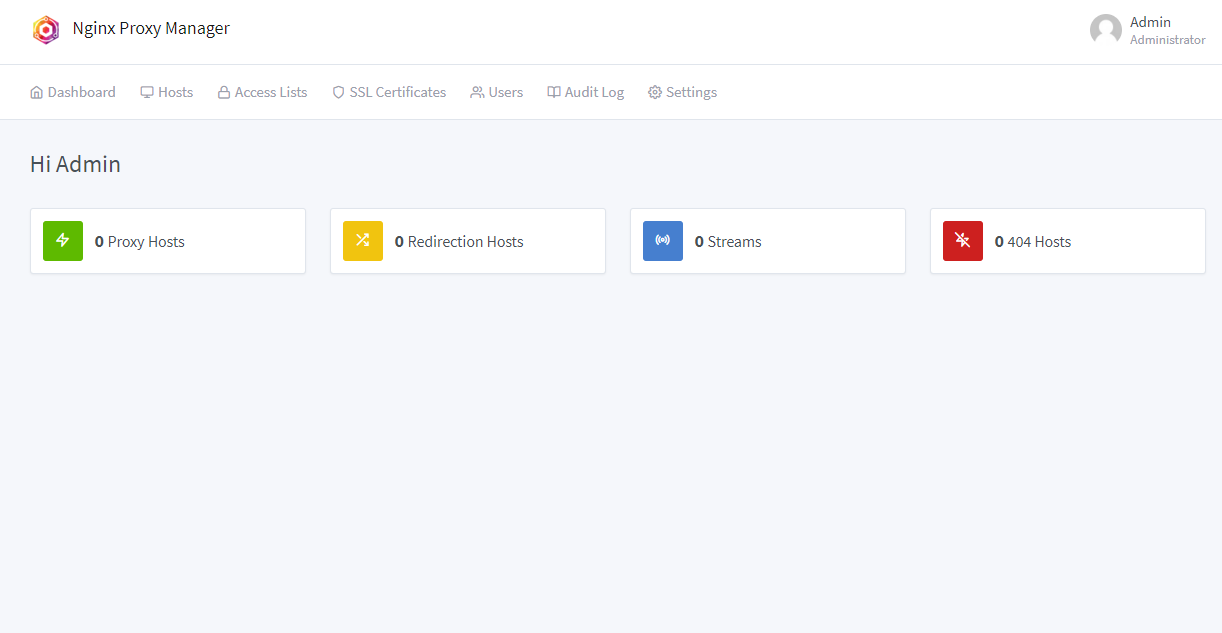 Nginx Proxy Manager
Admin
Administrator
Dashboard Hosts Access Lists SSL Certificates Users Audit Log Settings
Hi Admin
0 Proxy Hosts 0 Redirection Hosts 0 Streams 0 404 Hosts